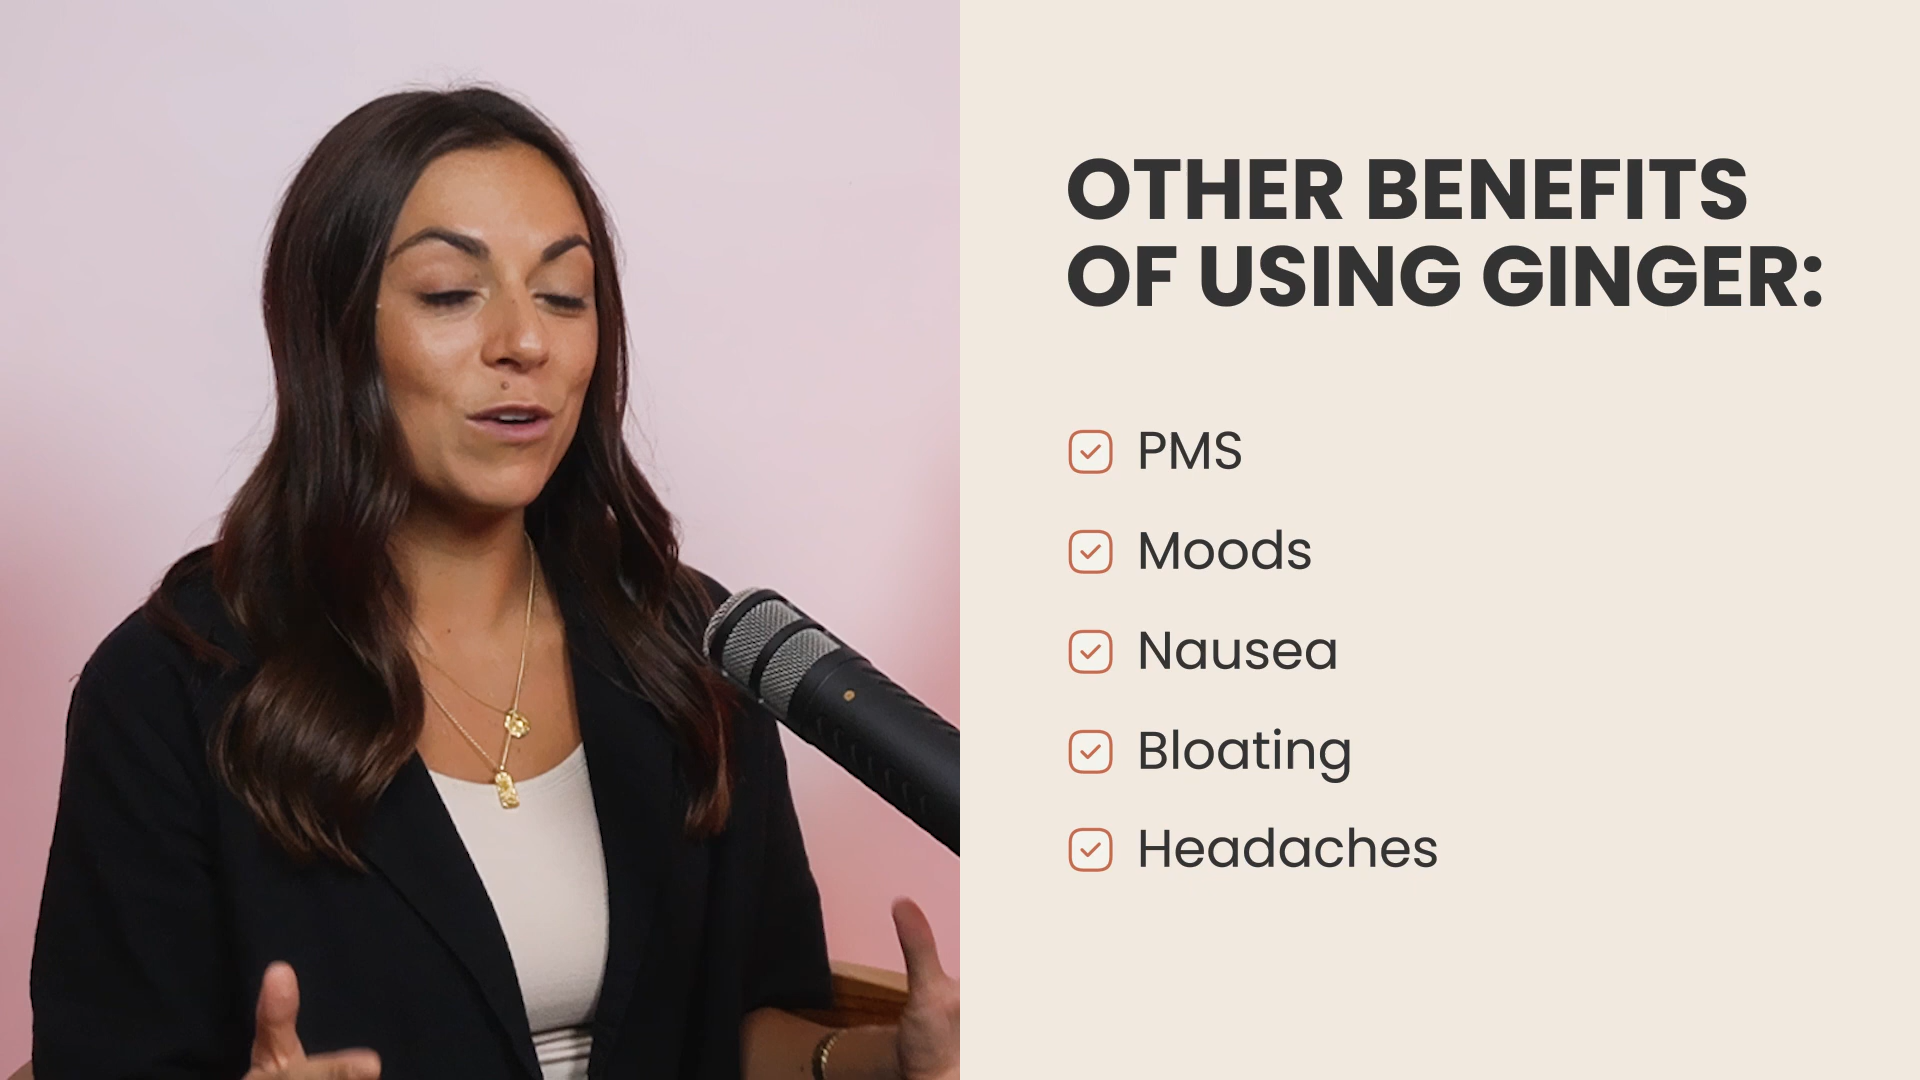 OTHER BENEFITS
OF USING GINGER:
PMS
Moods
Nausea
Bloating
Headaches